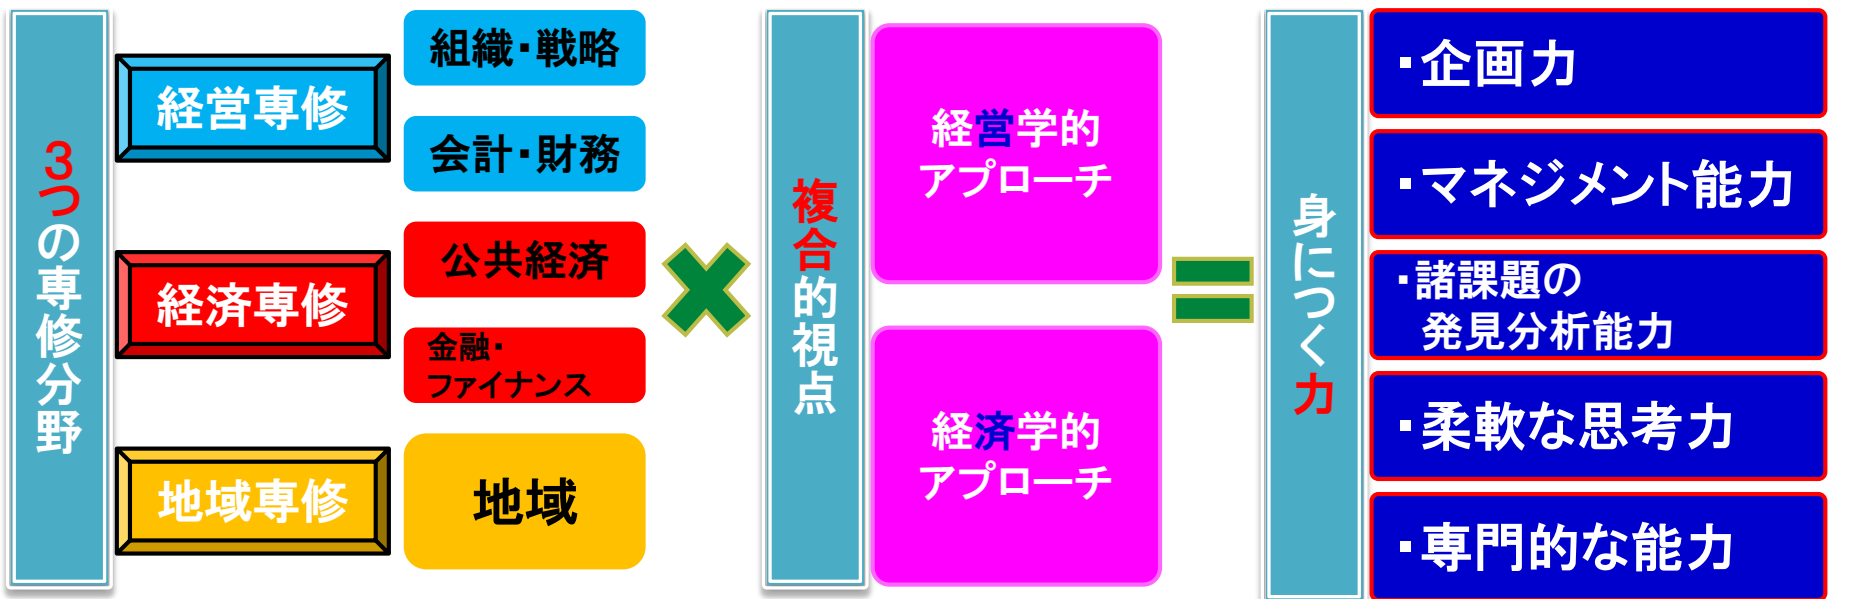 3つの専修分野
経営専修
組織・戦略
会計・財務
経済専修
公共経済
金融・
ファイナンス
地域専修
地域
複合的視点
経営学的
アプローチ
経済学的
アプローチ
身につく力
・企画力
・マネジメント能力
・諸課題の
発見分析能力
・柔軟な思考力
・専門的な能力